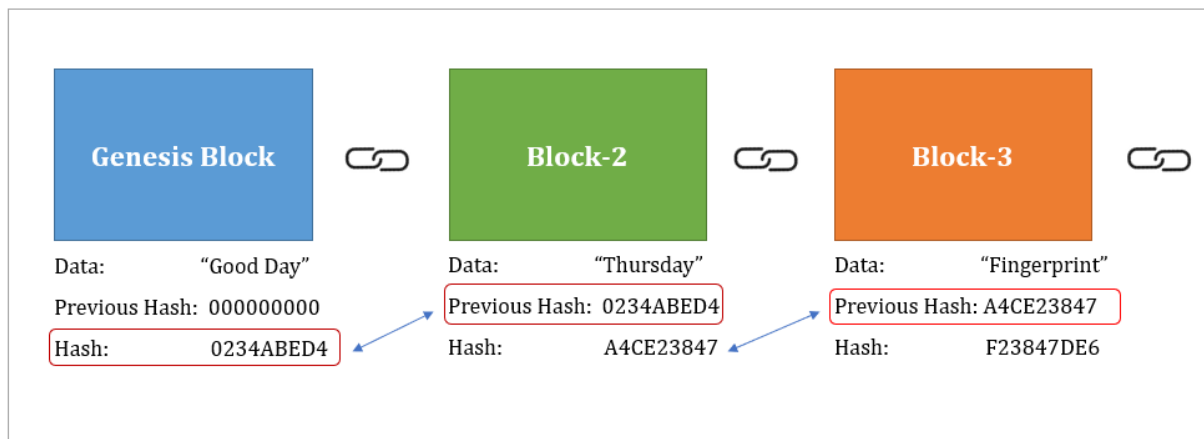 Genesis Block
Block-2
Block-3
Data: “Good Day”
Previous Hash: 000000000
Hash: 0234ABED4
Data: “Thursday”
Previous Hash: 0234ABED4
Hash: A4CE23847
Data: “Fingerprint”
Previous Hash: A4CE23847
Hash: F23847DE6